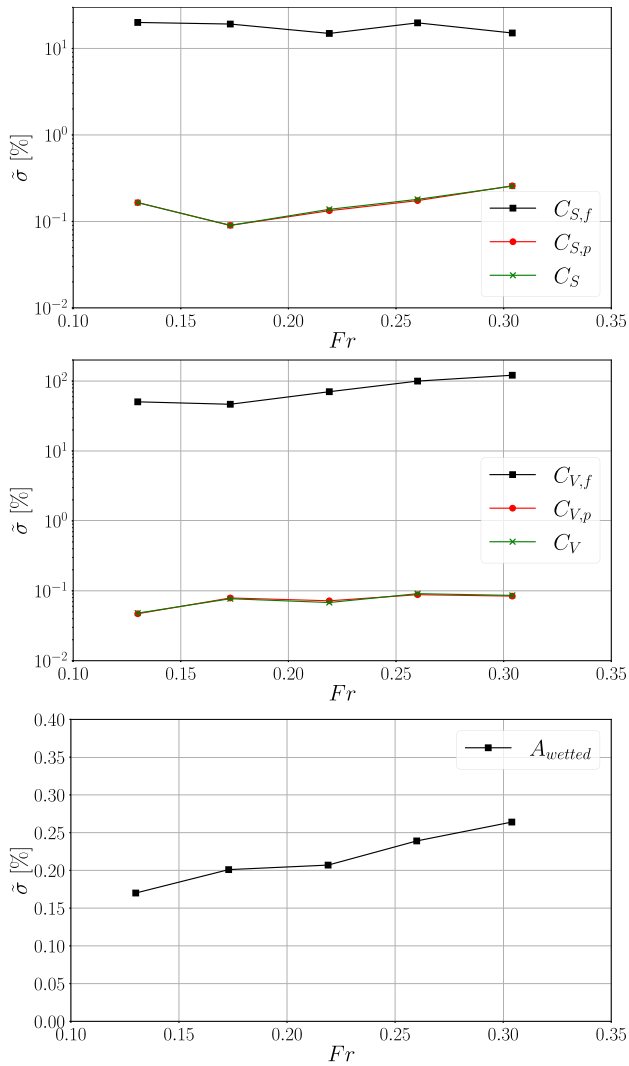 10^1
10^0
10^{-1}
10^{-2}
σ̃ [%]
C_{S,f}
C_{S,p}
C_S
0.10 0.15 0.20 0.25 0.30 0.35
Fr
10^2
10^1
10^0
10^{-1}
10^{-2}
σ̃ [%]
C_{V,f}
C_{V,p}
C_V
0.10 0.15 0.20 0.25 0.30 0.35
Fr
0.40
0.35
0.30
0.25
0.20
0.15
0.10
0.05
0.00
σ̃ [%]
A_{wetted}
0.10 0.15 0.20 0.25 0.30 0.35
Fr